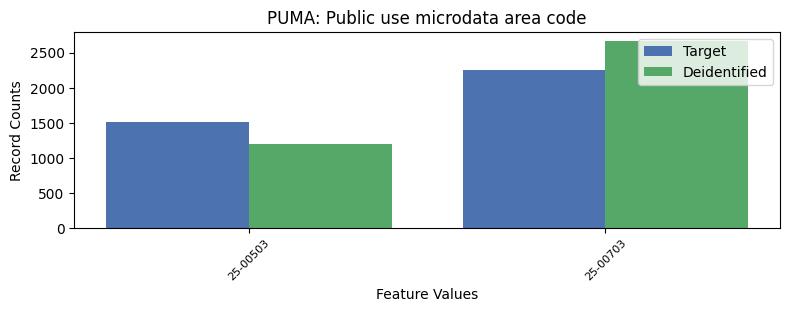 PUMA: Public use microdata area code
Target
Deidentified
Record Counts
2500
2000
1500
1000
500
0
25-00503
25-00703
Feature Values